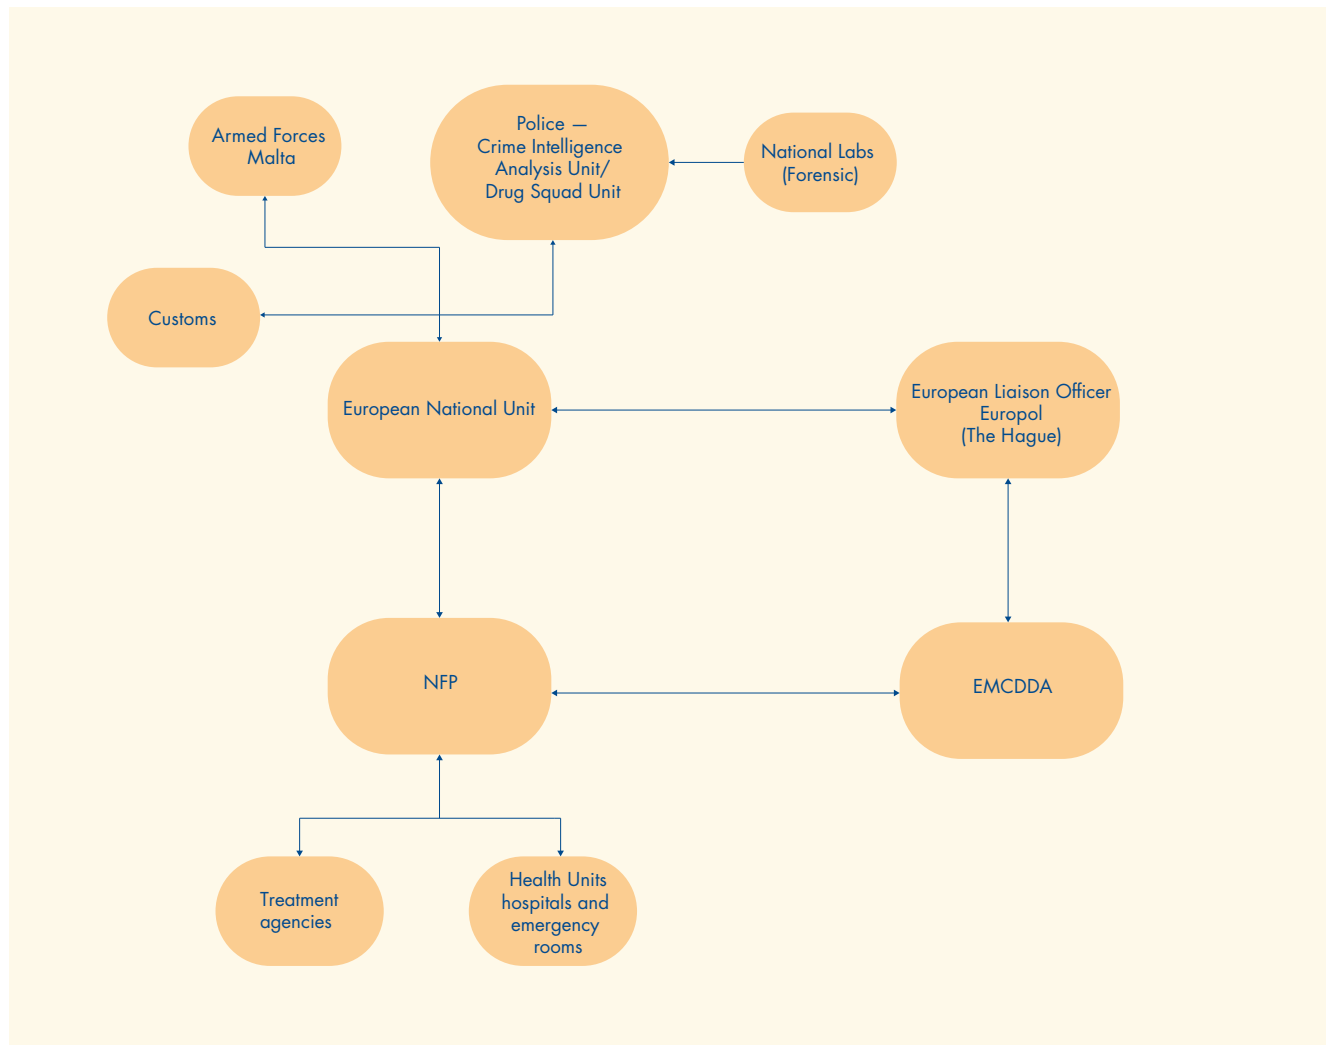 Armed Forces
Malta
Police —
Crime Intelligence
Analysis Unit/
Drug Squad Unit
National Labs
(Forensic)
Customs
European National Unit
European Liaison Officer
Europol
(The Hague)
NFP
EMCDDA
Treatment
agencies
Health Units
hospitals and
emergency
rooms